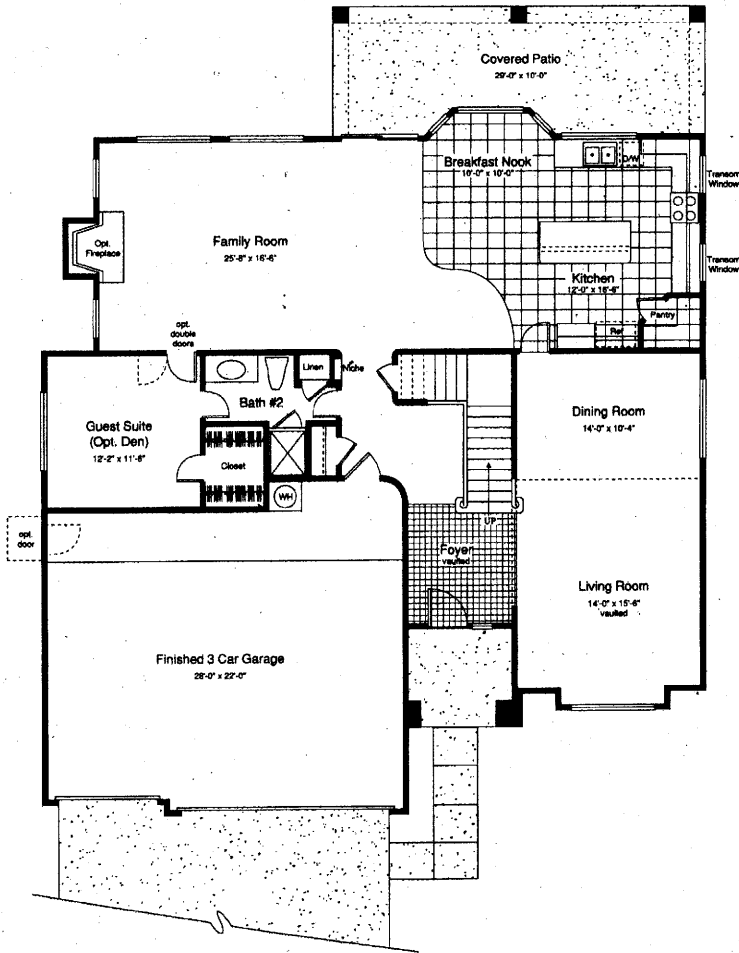 Covered Patio
29'-0" x 10'-0"
Breakfast Nook
10'-0" x 10'-0"
D/W
Transom
Window
Family Room
25'-8" x 16'-6"
Opt.
Fireplace
Transom
Window
Kitchen
12'-0" x 16'-6"
Pantry
Ref
opt.
double
doors
Linen
Niche
Bath #2
Guest Suite
(Opt. Den)
12'-2" x 11'-6"
Closet
Dining Room
14'-0" x 10'-4"
WH
UP
opt.
door
Foyer
vaulted
Living Room
14'-0" x 15'-6"
vaulted
Finished 3 Car Garage
28'-0" x 22'-0"